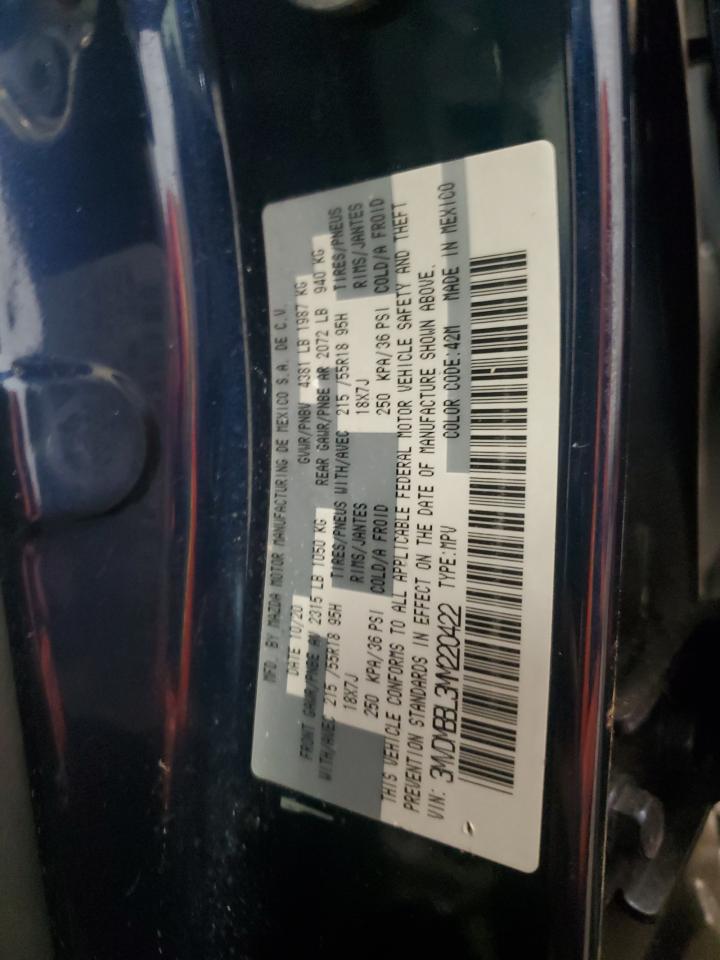 MFD. BY MAZDA MOTOR MANUFACTURING DE MEXICO S.A. DE C.V.
DATE 10/20 GVWR/PNBV 4381 LB 1987 KG
FRONT GAWR/PNBE AV 2315 LB 1050 KG REAR GAWR/PNBE AR 2072 LB 940 KG
WITH/AVEC 215 /55R18 95H TIRES/PNEUS WITH/AVEC 215 /55R18 95H TIRES/PNEUS
18X7J RIMS/JANTES 18X7J RIMS/JANTES
250 KPA/36 PSI COLD/A FROID 250 KPA/36 PSI COLD/A FROID
THIS VEHICLE CONFORMS TO ALL APPLICABLE FEDERAL MOTOR VEHICLE SAFETY AND THEFT
PREVENTION STANDARDS IN EFFECT ON THE DATE OF MANUFACTURE SHOWN ABOVE.
VIN: 3MVDMBBL3MM220422 TYPE:MPV COLOR CODE:42M MADE IN MEXICO